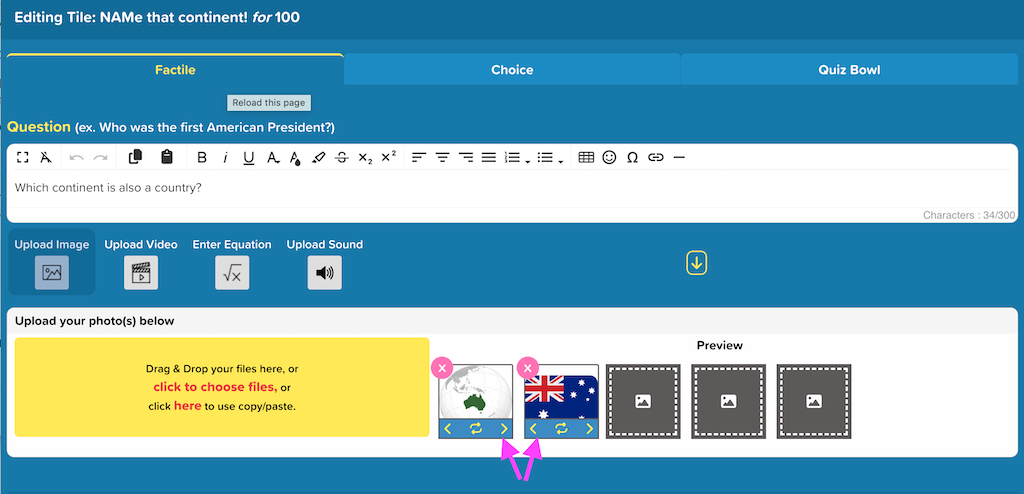 Editing Tile: NAMe that continent! for 100
Factile
Choice
Quiz Bowl
Reload this page
Question (ex. Who was the first American President?)
B i U A A S X₂ X²
Which continent is also a country?
Characters : 34/300
Upload Image
Upload Video
Enter Equation
Upload Sound
√x
Upload your photo(s) below
Drag & Drop your files here, or
click to choose files, or
click here to use copy/paste.
Preview
X
X